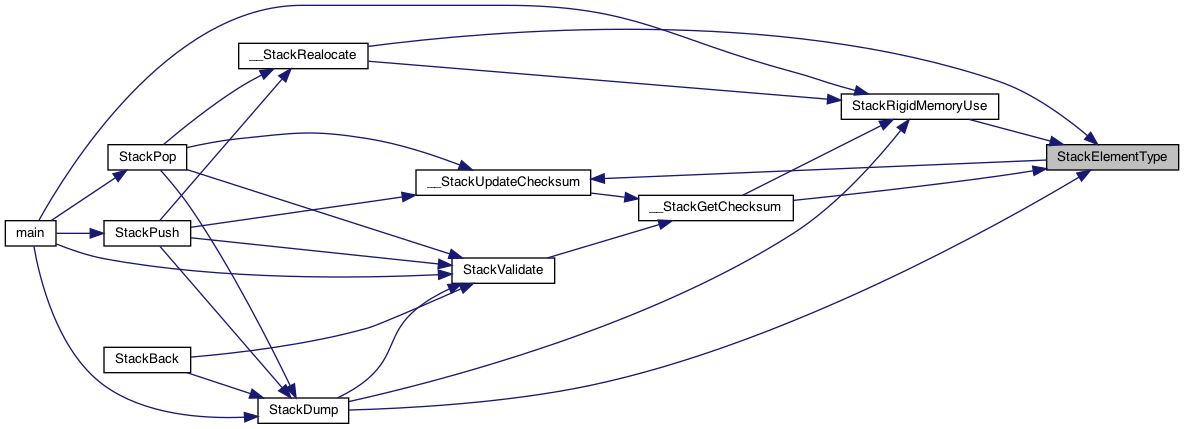 __StackRealocate
StackRigidMemoryUse
StackPop
StackElementType
__StackUpdateChecksum
__StackGetChecksum
main
StackPush
StackValidate
StackBack
StackDump